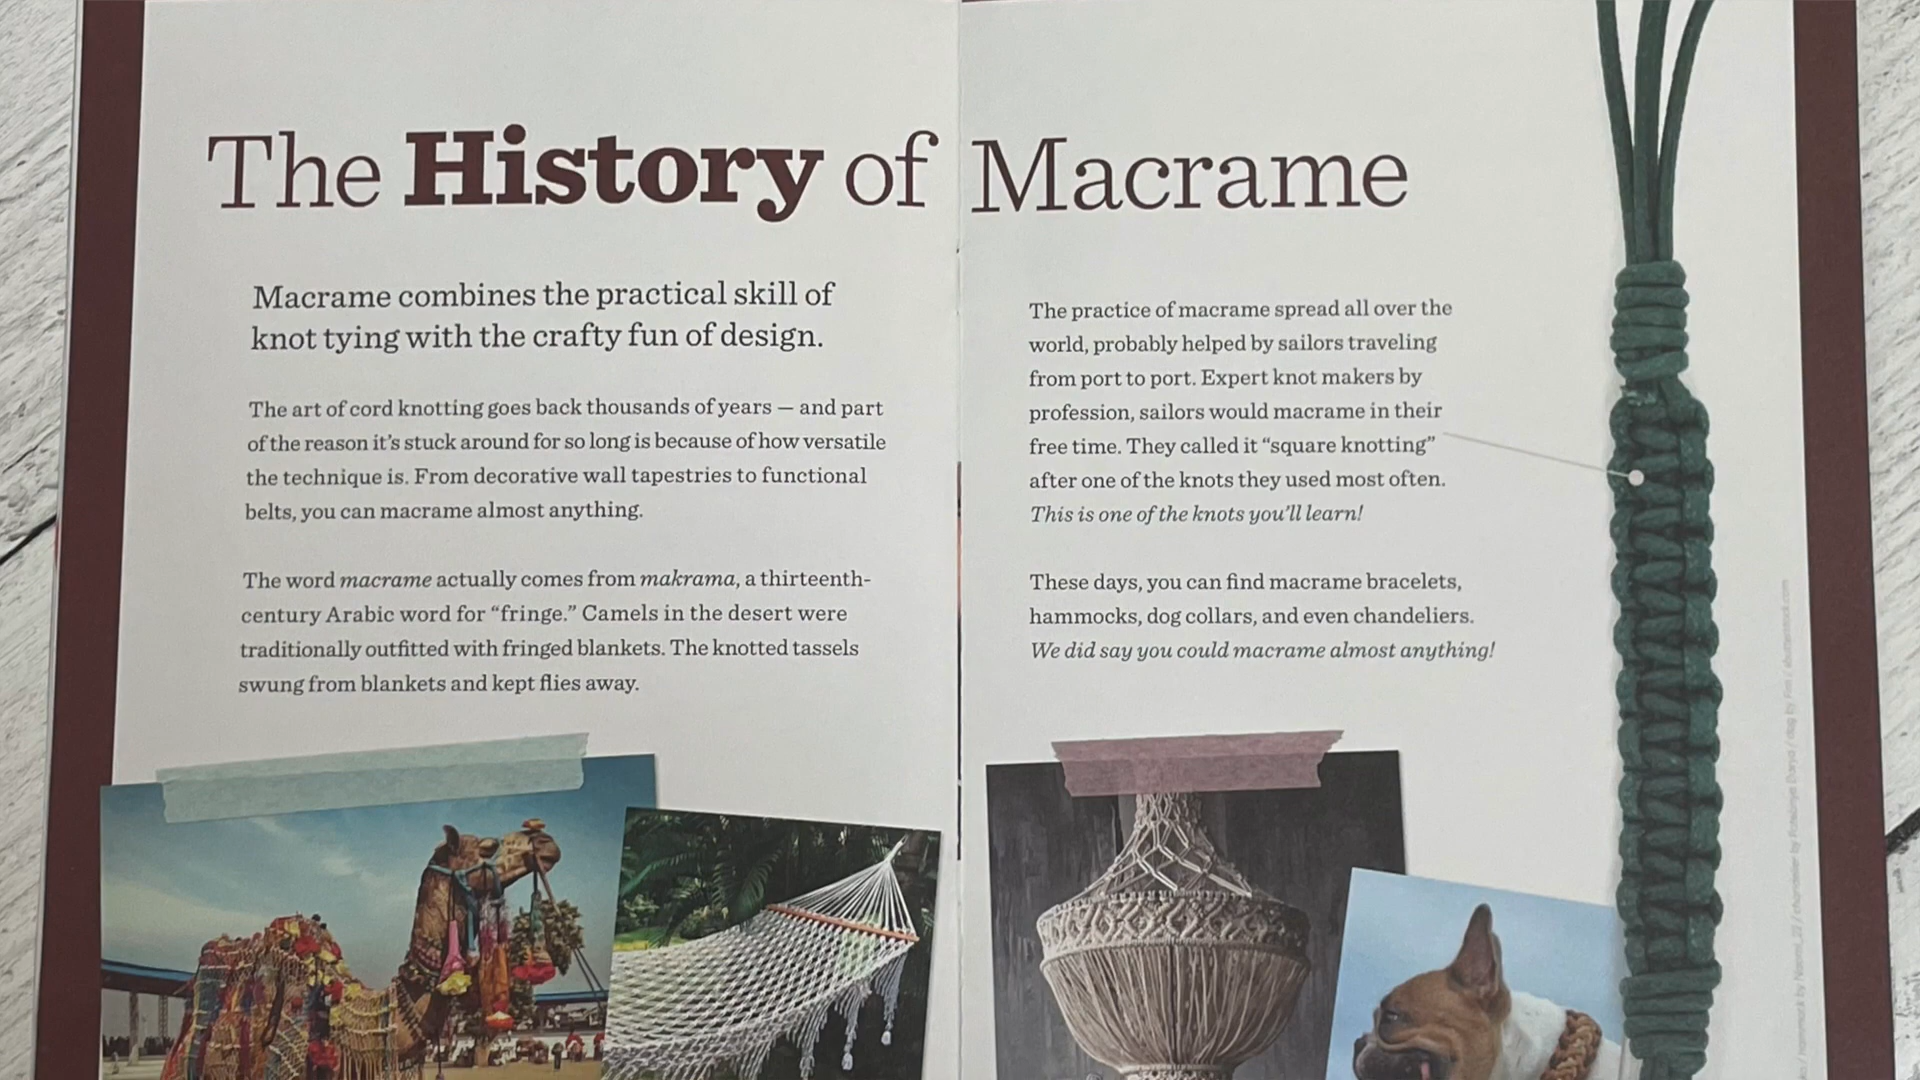 The History of Macrame
Macrame combines the practical skill of
knot tying with the crafty fun of design.
The art of cord knotting goes back thousands of years — and part
of the reason it's stuck around for so long is because of how versatile
the technique is. From decorative wall tapestries to functional
belts, you can macrame almost anything.
The word macrame actually comes from makrama, a thirteenth-
century Arabic word for “fringe.” Camels in the desert were
traditionally outfitted with fringed blankets. The knotted tassels
swung from blankets and kept flies away.
The practice of macrame spread all over the
world, probably helped by sailors traveling
from port to port. Expert knot makers by
profession, sailors would macrame in their
free time. They called it “square knotting”
after one of the knots they used most often.
This is one of the knots you'll learn!
These days, you can find macrame bracelets,
hammocks, dog collars, and even chandeliers.
We did say you could macrame almost anything!